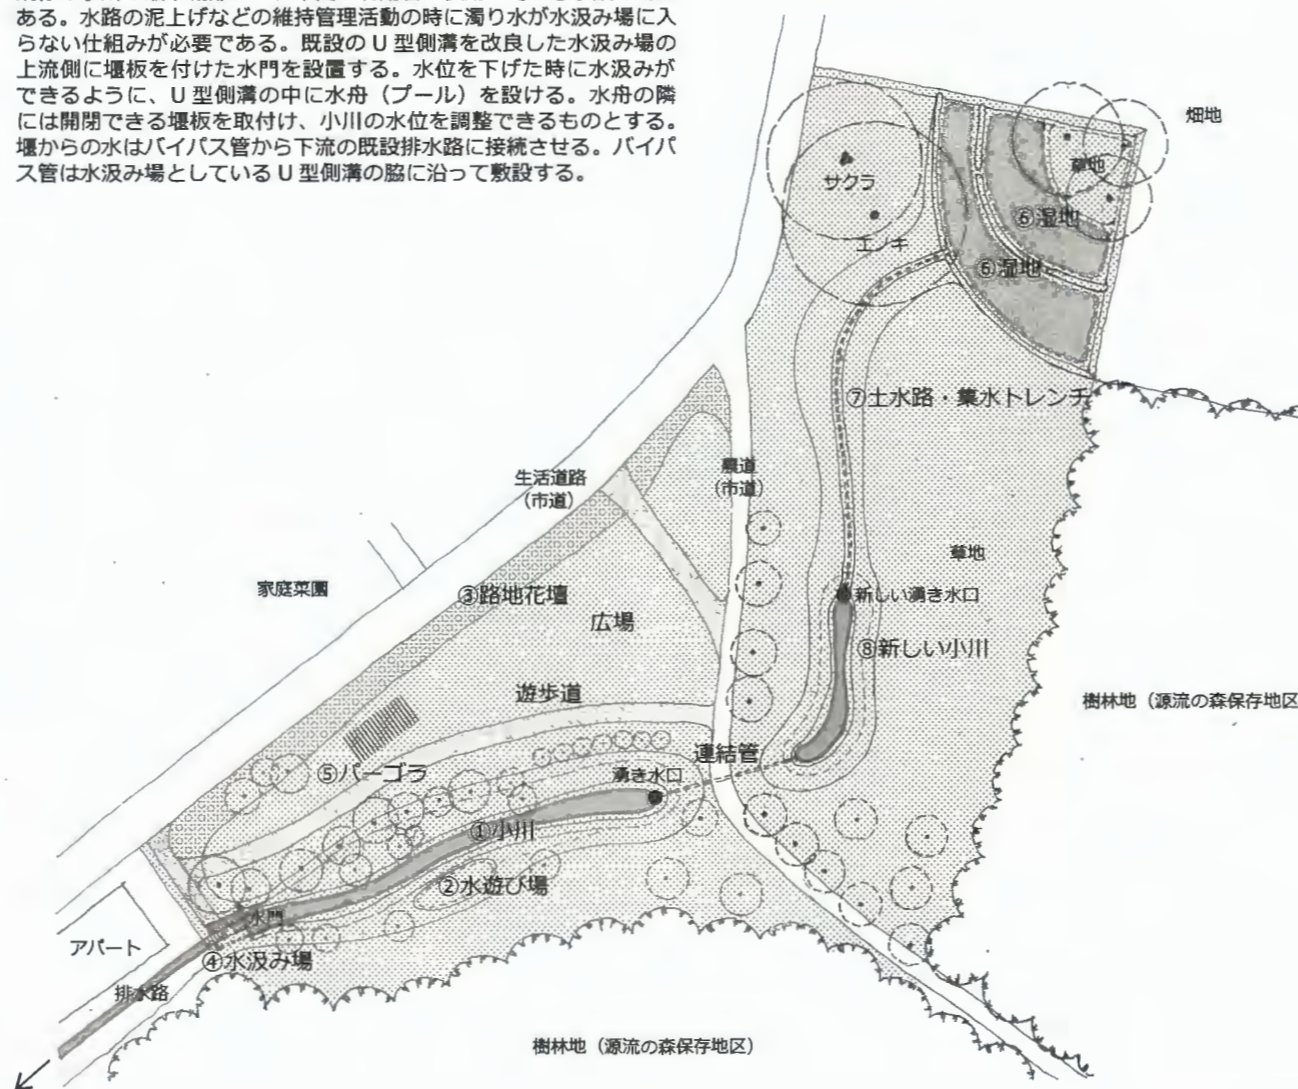 ある。水路の泥上げなどの維持管理活動の時に濁り水が水汲み場に入
らない仕組みが必要である。既設のU型側溝を改良した水汲み場の
上流側に堰板を付けた水門を設置する。水位を下げた時に水汲みが
できるように、U型側溝の中に水舟（プール）を設ける。水舟の隣
には開閉できる堰板を取付け、小川の水位を調整できるものとする。
堰からの水はバイパス管から下流の既設排水路に接続させる。バイパ
ス管は水汲み場としているU型側溝の脇に沿って敷設する。
畑地
草地
サクラ
⑥湿地
エノキ
⑥湿地
⑦土水路・集水トレンチ
生活道路
（市道）
農道
（市道）
草地
家庭菜園
③路地花壇
新しい湧き水口
広場
⑧新しい小川
遊歩道
樹林地（源流の森保存地区
連結管
⑤パーゴラ
湧き水口
①小川
②水遊び場
水門
アパート
④水汲み場
排水路
樹林地（源流の森保存地区）